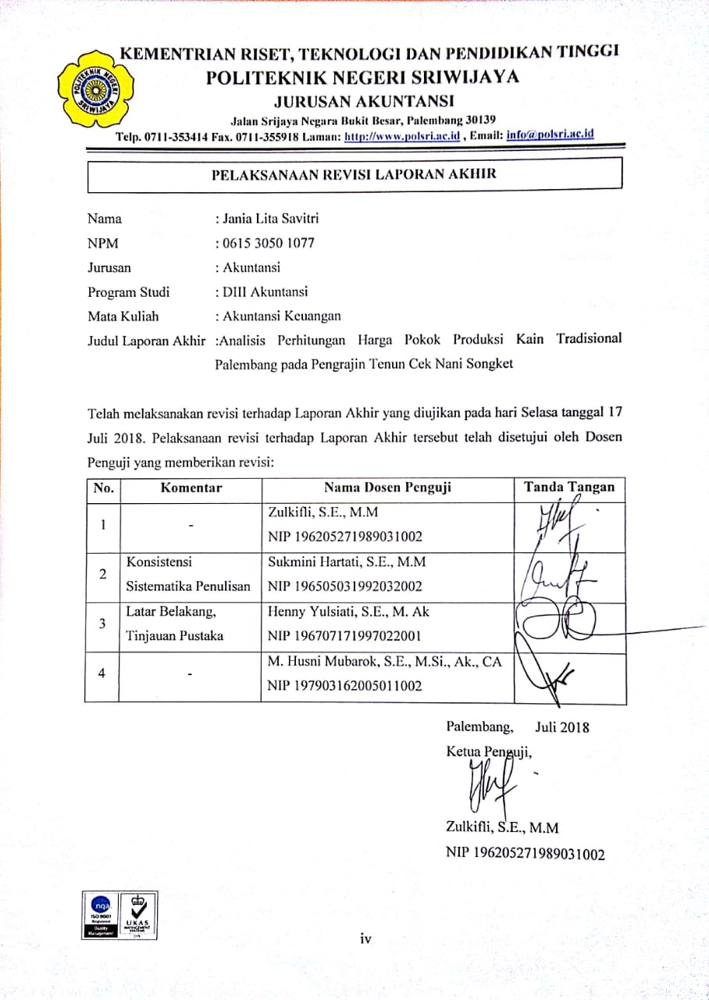 KEMENTRIAN RISET, TEKNOLOGI DAN PENDIDIKAN TINGGI
POLITEKNIK NEGERI SRIWIJAYA
JURUSAN AKUNTANSI
Jalan Srijaya Negara Bukit Besar, Palembang 30139
Telp. 0711-353414 Fax. 0711-355918 Laman: http://www.polsri.ac.id , Email: info@polsri.ac.id
POLITEKNIK NEGERI
SRIWIJAYA
PELAKSANAAN REVISI LAPORAN AKHIR
Nama : Jania Lita Savitri
NPM : 0615 3050 1077
Jurusan : Akuntansi
Program Studi : DIII Akuntansi
Mata Kuliah : Akuntansi Keuangan
Judul Laporan Akhir :Analisis Perhitungan Harga Pokok Produksi Kain Tradisional
Palembang pada Pengrajin Tenun Cek Nani Songket
Telah melaksanakan revisi terhadap Laporan Akhir yang diujikan pada hari Selasa tanggal 17
Juli 2018. Pelaksanaan revisi terhadap Laporan Akhir tersebut telah disetujui oleh Dosen
Penguji yang memberikan revisi:
No. Komentar Nama Dosen Penguji Tanda Tangan
1 - Zulkifli, S.E., M.M
NIP 196205271989031002
2 Konsistensi Sukmini Hartati, S.E., M.M
Sistematika Penulisan NIP 196505031992032002
3 Latar Belakang, Henny Yulsiati, S.E., M. Ak
Tinjauan Pustaka NIP 196707171997022001
4 - M. Husni Mubarok, S.E., M.Si., Ak., CA
NIP 197903162005011002
Palembang, Juli 2018
Ketua Penguji,
Zulkifli, S.E., M.M
NIP 196205271989031002
nqa.
ISO 9001
Registered
Quality
Management
UKAS
MANAGEMENT
SYSTEMS
iv